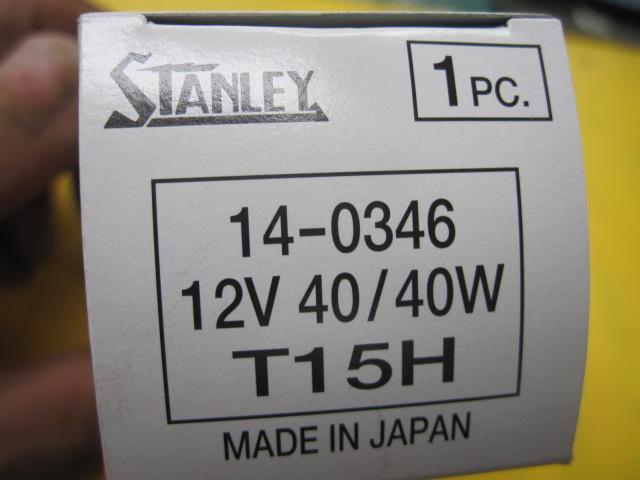 STANLEY
1 PC.
14-0346
12V 40/40W
T15H
MADE IN JAPAN